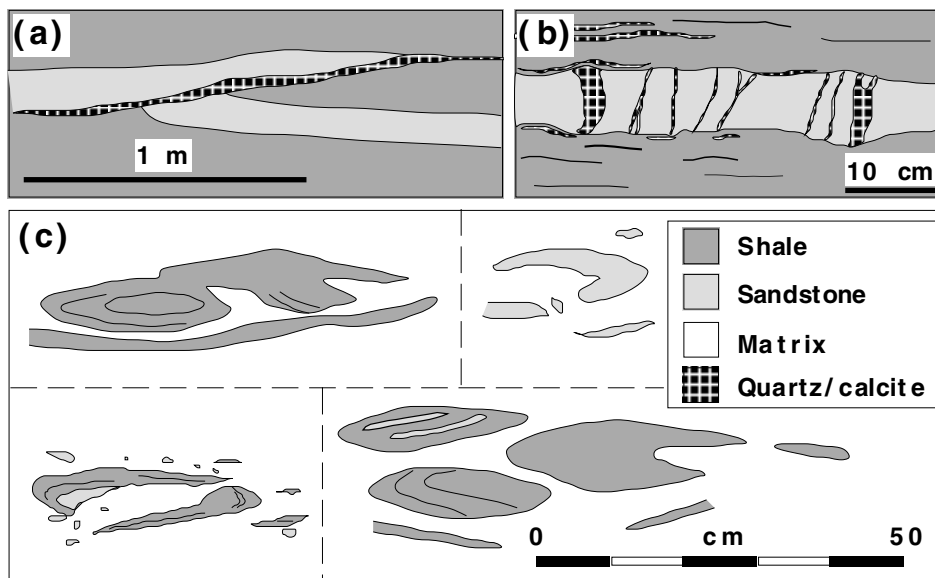 (a)
1 m
(b)
10 cm
(c)
Shale
Sandstone
Matrix
Quartz/calcite
0 cm 50